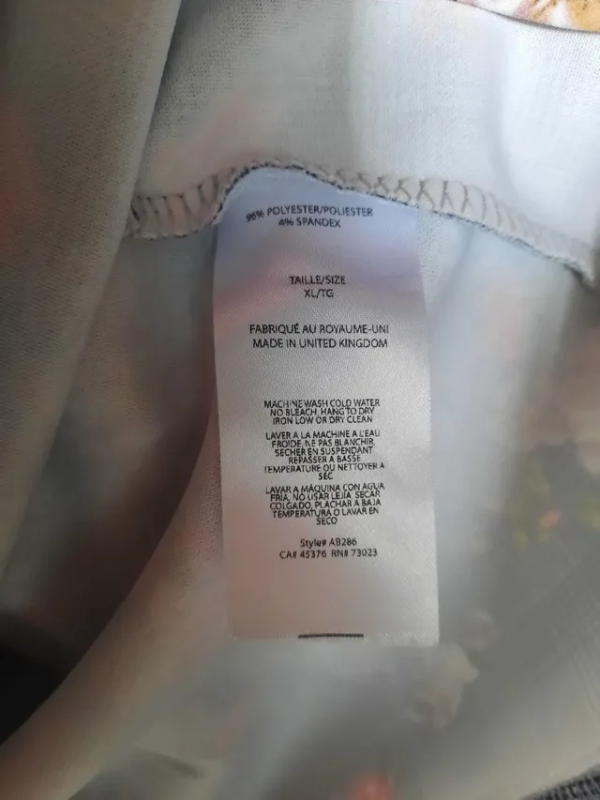 96% POLYESTER/POLIESTER
4% SPANDEX
TAILLE/SIZE
XL/TG
FABRIQUÉ AU ROYAUME-UNI
MADE IN UNITED KINGDOM
MACHINE WASH COLD WATER
NO BLEACH, HANG TO DRY
IRON LOW OR DRY CLEAN
LAVER A LA MACHINE A L'EAU
FROIDE, NE PAS BLANCHIR,
SECHER EN SUSPENDANT
REPASSER A BASSE
TEMPERATURE OU NETTOYER A
SEC
LAVAR A MÁQUINA CON AGUA
FRIA, NO USAR LEJIA SECAR
COLGADO, PLACHAR A BAJA
TEMPERATURA O LAVAR EN
SECO
Style# AB286
CA# 45376 RN# 73023